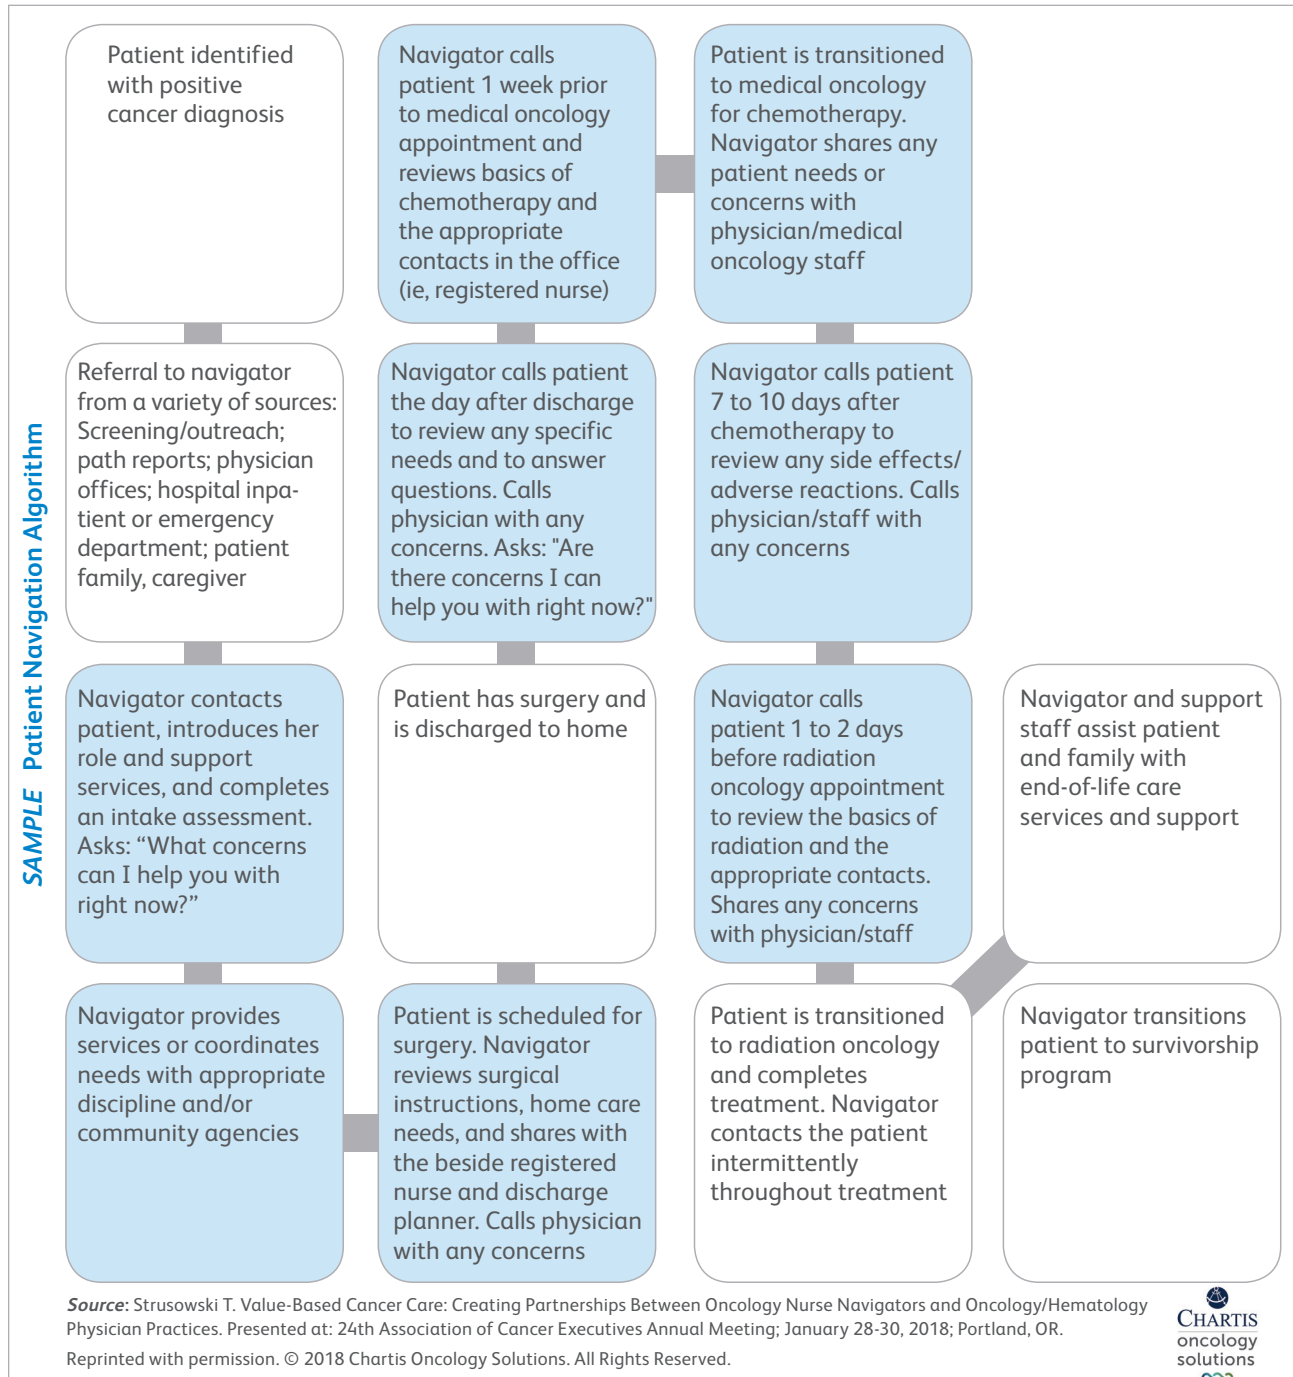 SAMPLE Patient Navigation Algorithm
Patient identified
with positive
cancer diagnosis
Referral to navigator
from a variety of sources:
Screening/outreach;
path reports; physician
offices; hospital inpa-
tient or emergency
department; patient
family, caregiver
Navigator contacts
patient, introduces her
role and support
services, and completes
an intake assessment.
Asks: “What concerns
can I help you with
right now?”
Navigator provides
services or coordinates
needs with appropriate
discipline and/or
community agencies
Patient is scheduled for
surgery. Navigator
reviews surgical
instructions, home care
needs, and shares with
the beside registered
nurse and discharge
planner. Calls physician
with any concerns
Patient has surgery and
is discharged to home
Navigator calls patient
the day after discharge
to review any specific
needs and to answer
questions. Calls
physician with any
concerns. Asks: "Are
there concerns I can
help you with right now?"
Navigator calls
patient 1 week prior
to medical oncology
appointment and
reviews basics of
chemotherapy and
the appropriate
contacts in the office
(ie, registered nurse)
Patient is transitioned
to medical oncology
for chemotherapy.
Navigator shares any
patient needs or
concerns with
physician/medical
oncology staff
Navigator calls patient
7 to 10 days after
chemotherapy to
review any side effects/
adverse reactions. Calls
physician/staff with
any concerns
Navigator calls
patient 1 to 2 days
before radiation
oncology appointment
to review the basics of
radiation and the
appropriate contacts.
Shares any concerns
with physician/staff
Patient is transitioned
to radiation oncology
and completes
treatment. Navigator
contacts the patient
intermittently
throughout treatment
Navigator and support
staff assist patient
and family with
end-of-life care
services and support
Navigator transitions
patient to survivorship
program
Source: Strusowski T. Value-Based Cancer Care: Creating Partnerships Between Oncology Nurse Navigators and Oncology/Hematology
Physician Practices. Presented at: 24th Association of Cancer Executives Annual Meeting; January 28-30, 2018; Portland, OR.
Reprinted with permission. © 2018 Chartis Oncology Solutions. All Rights Reserved.
CHARTIS
oncology
solutions